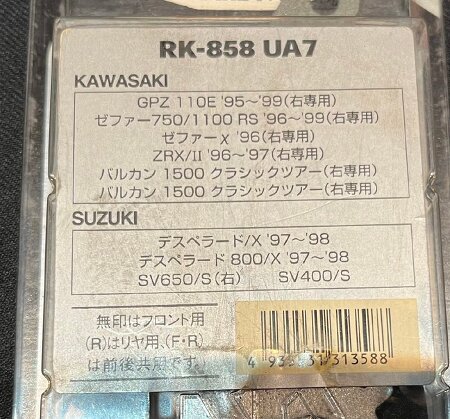 RK-858 UA7
KAWASAKI
GPZ 110E '95~'99(右専用)
ゼファー750/1100 RS '96~'99(右専用)
ゼファーχ '96(右専用)
ZRX/II '96~'97(右専用)
バルカン 1500 クラシックツアー(右専用)
バルカン 1500 クラシックツアー(右専用)
SUZUKI
デスペラード/X '97~'98
デスペラード 800/X '97~'98
SV650/S(右) SV400/S
無印はフロント用
(R)はリヤ用、(F・R)
は前後共用です。